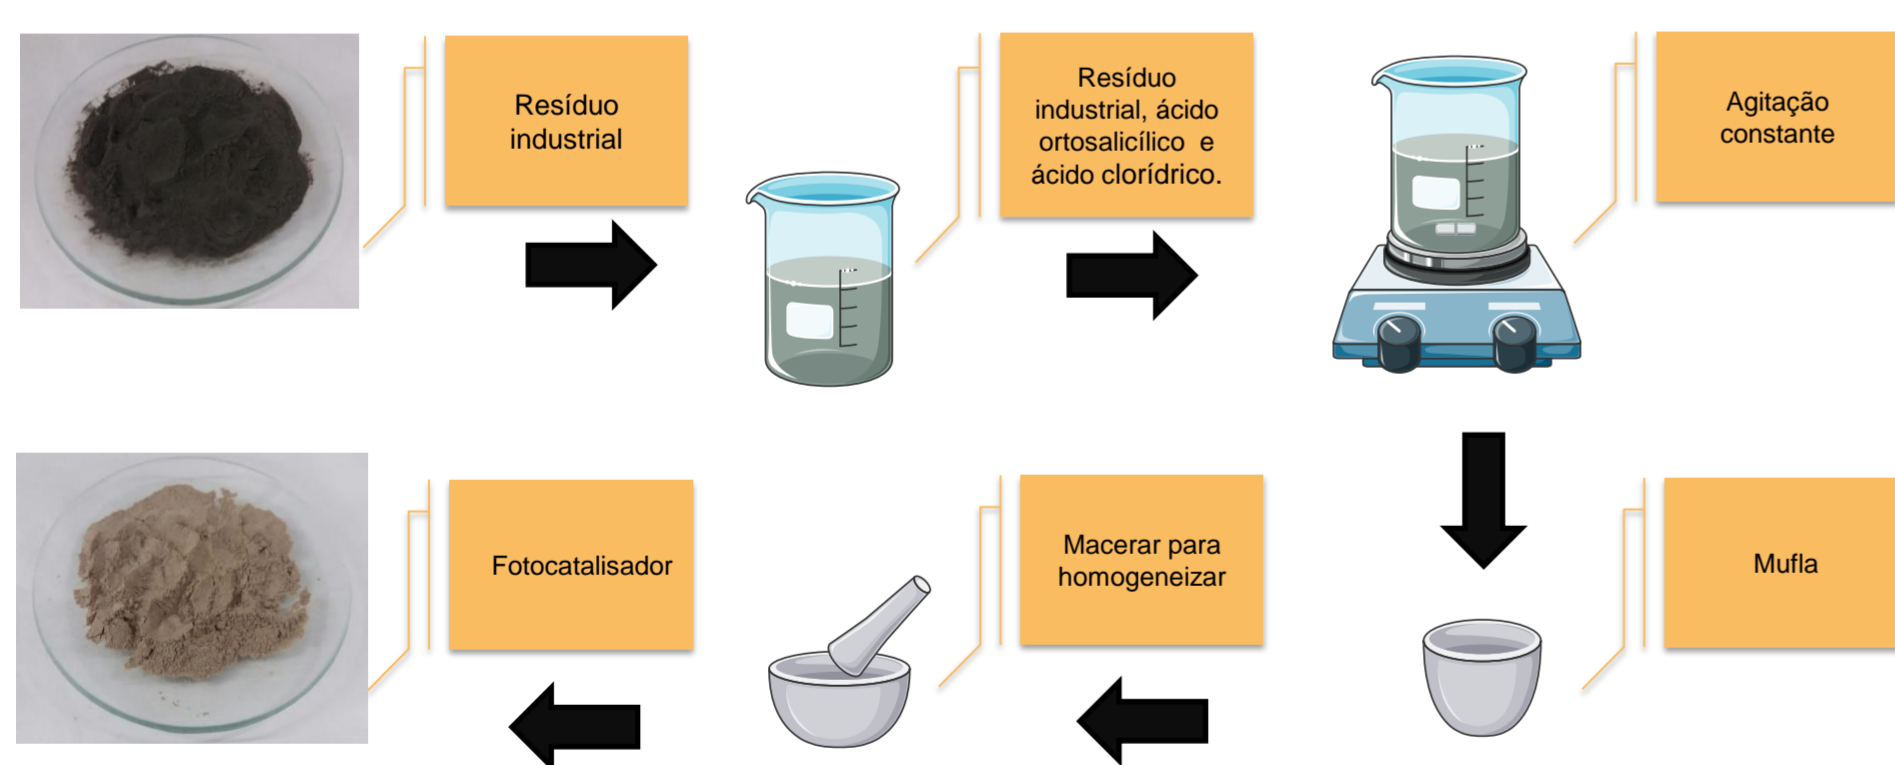 Resíduo
industrial
Resíduo
industrial, ácido
ortosalicílico e
ácido clorídrico.
Agitação
constante
Fotocatalisador
Macerar para
homogeneizar
Mufla